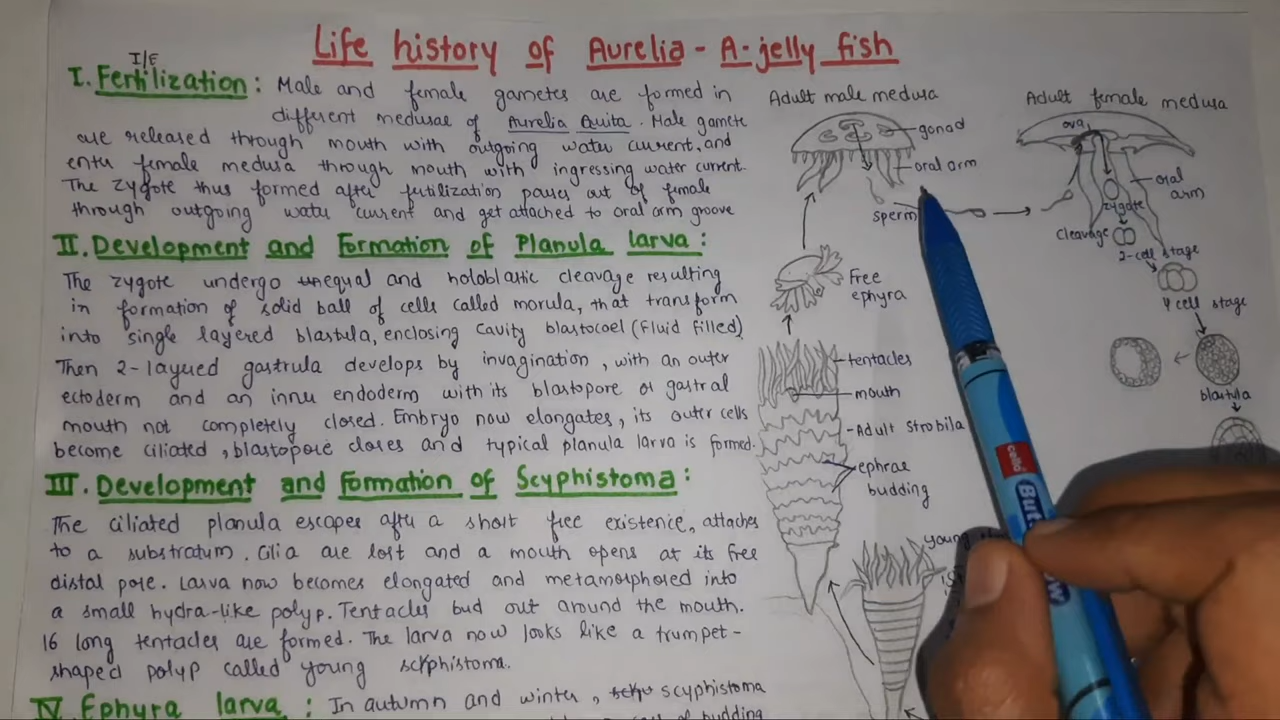 Life history of Aurelia - A- jelly fish
I/E
I. Fertilization : Male and female gametes are formed in
different medusae of Aurelia Aurita. Male gamete
are released through mouth with outgoing water current, and
enter female medusa through mouth with ingressing water current.
The zygote thus formed after fertilization passes out of female
through outgoing water current and get attached to oral arm groove
II. Development and Formation of Planula larva :
The zygote undergo unequal and holoblastic cleavage resulting
in formation of solid ball of cells called morula, that transform
into single layered blastula, enclosing cavity blastocoel (fluid filled)
Then 2-layered gastrula develops by invagination, with an outer
ectoderm and an inner endoderm with its blastopore or gastral
mouth not completely closed. Embryo now elongates, its outer cells
become ciliated, blastopore closes and typical planula larva is formed.
III. Development and Formation of Scyphistoma :
The ciliated planula escapes after a short free existence, attaches
to a substratum. Cilia are lost and a mouth opens at its free
distal pole. Larva now becomes elongated and metamorphosed into
a small hydra-like polyp. Tentacles bud out around the mouth.
16 long tentacles are formed. The larva now looks like a trumpet-
shaped polyp called young scyphistoma.
IV Ephyra larva : In autumn and winter, scyphistoma
of budding
Adult male medusa
gonad
oral arm
sperm
Adult female medusa
ova
oral
arm
zygote
cleavage
2-cell stage
4 cell stage
blastula
Free
ephyra
tentacles
mouth
Adult strobila
ephrae
budding
young
cello